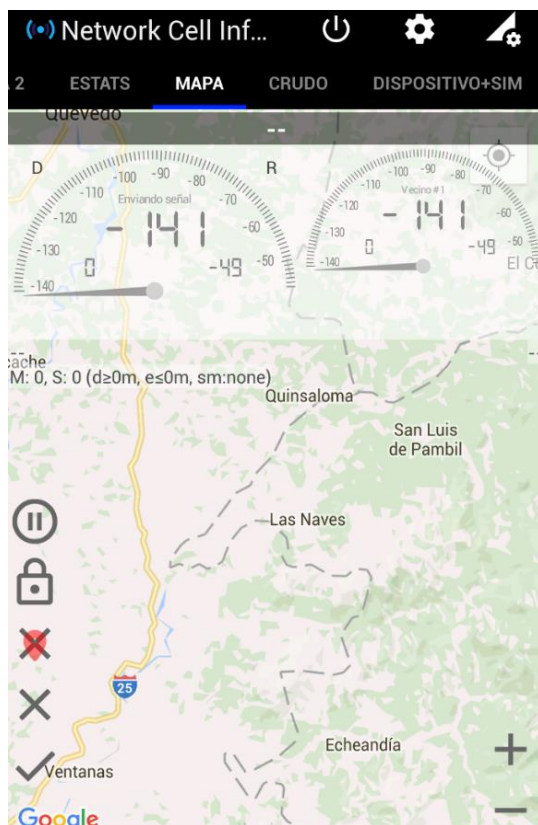 Network Cell Inf...
2 ESTATS MAPA CRUDO DISPOSITIVO+SIM
Quevedo
--
D R
-140 -130 -120 -110 -100 -90 -80 -70 -60 -50
Enviando señal
-141
0 -49
-140 -130 -120 -110 -100 -90 -80 -70 -60 -50
Vecino #1
-141
0 -49
El Co
--
--
cache
M: 0, S: 0 (d≥0m, e≤0m, sm:none)
Quinsaloma
San Luis
de Pambil
Las Naves
25
Echeandía
Ventanas
Google